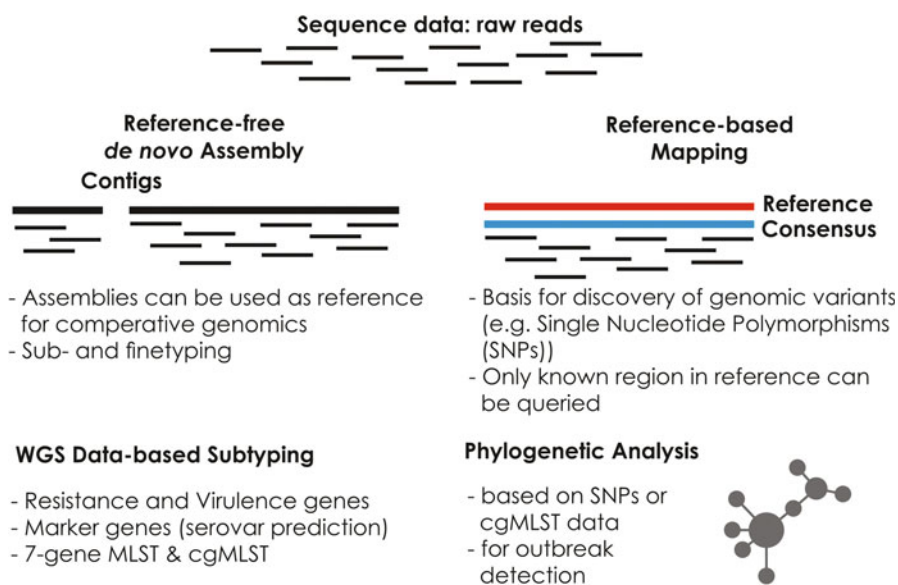 Sequence data: raw reads
Reference-free
de novo Assembly
Contigs
- Assemblies can be used as reference
for comperative genomics
- Sub- and finetyping
Reference-based
Mapping
Reference
Consensus
- Basis for discovery of genomic variants
(e.g. Single Nucleotide Polymorphisms
(SNPs))
- Only known region in reference can
be queried
WGS Data-based Subtyping
- Resistance and Virulence genes
- Marker genes (serovar prediction)
- 7-gene MLST & cgMLST
Phylogenetic Analysis
- based on SNPs or
cgMLST data
- for outbreak
detection